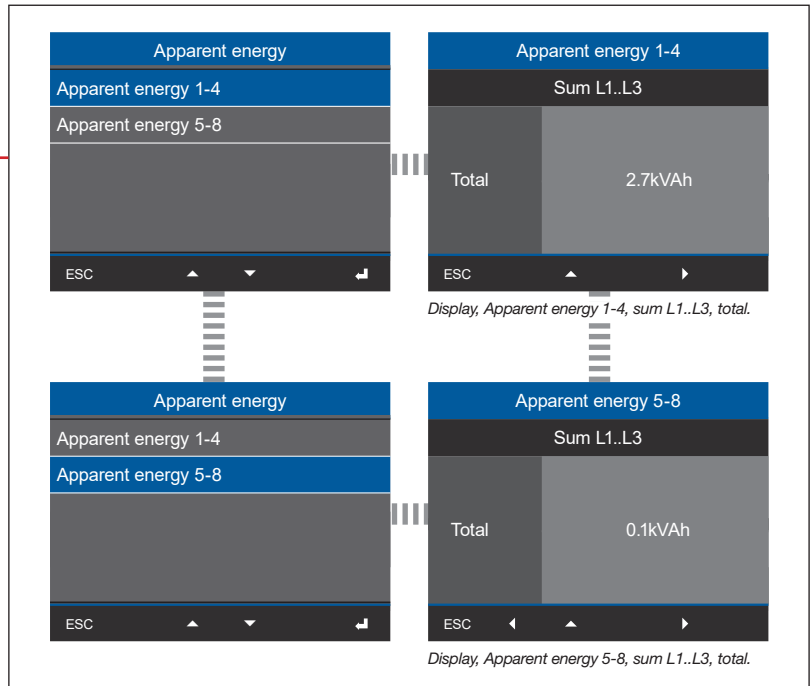 Apparent energy
Apparent energy 1-4
Apparent energy 5-8
ESC
Apparent energy 1-4
Sum L1..L3
Total 2.7kVAh
ESC
Display, Apparent energy 1-4, sum L1..L3, total.
Apparent energy
Apparent energy 1-4
Apparent energy 5-8
ESC
Apparent energy 5-8
Sum L1..L3
Total 0.1kVAh
ESC
Display, Apparent energy 5-8, sum L1..L3, total.